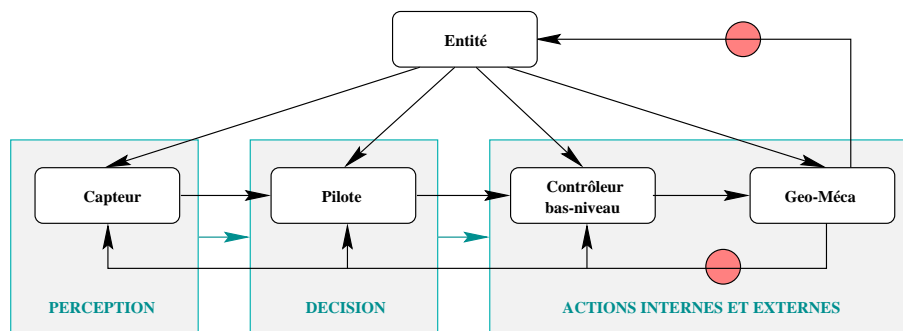 Entité
Capteur
Pilote
Contrôleur
bas-niveau
Geo-Méca
PERCEPTION
DECISION
ACTIONS INTERNES ET EXTERNES